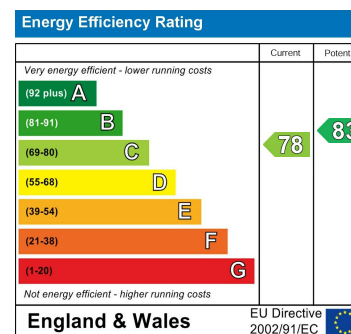 Energy Efficiency Rating
Current Potent
Very energy efficient - lower running costs
(92 plus) A
(81-91) B
(69-80) C
(55-68) D
(39-54) E
(21-38) F
(1-20) G
78
83
Not energy efficient - higher running costs
England & Wales
EU Directive
2002/91/EC